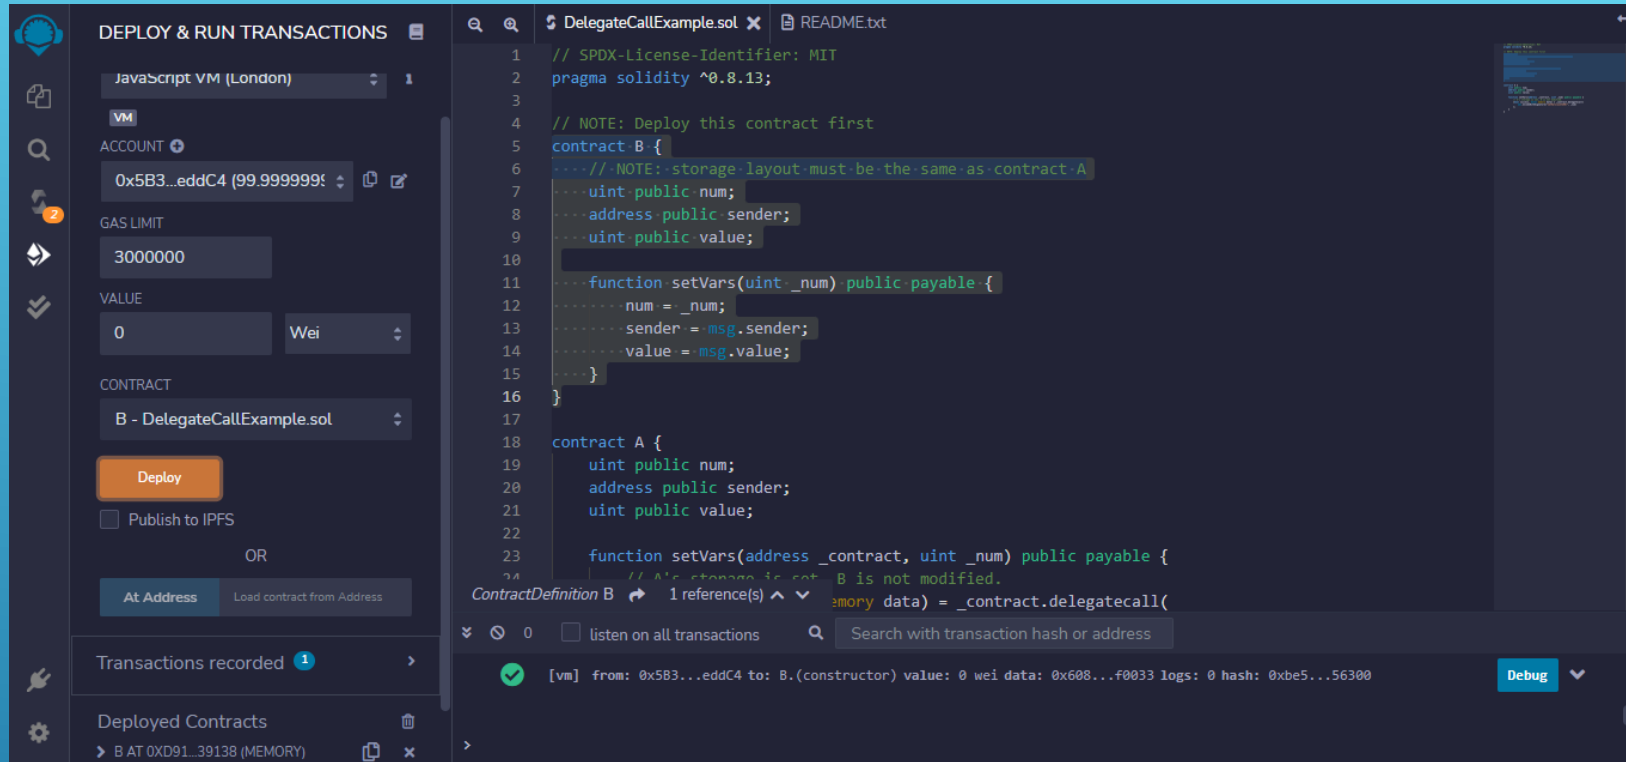 DEPLOY & RUN TRANSACTIONS
JavaScript VM (London)
VM
ACCOUNT
0x5B3...eddC4 (99.9999999
GAS LIMIT
3000000
VALUE
0
Wei
CONTRACT
B - DelegateCallExample.sol
Deploy
Publish to IPFS
OR
At Address
Load contract from Address
Transactions recorded 1
Deployed Contracts
B AT 0XD91...39138 (MEMORY)
2
DelegateCallExample.sol
README.txt
1 // SPDX-License-Identifier: MIT
2 pragma solidity ^0.8.13;
3
4 // NOTE: Deploy this contract first
5 contract B {
6 // NOTE: storage layout must be the same as contract A
7 uint public num;
8 address public sender;
9 uint public value;
10
11 function setVars(uint _num) public payable {
12 num = _num;
13 sender = msg.sender;
14 value = msg.value;
15 }
16 }
17
18 contract A {
19 uint public num;
20 address public sender;
21 uint public value;
22
23 function setVars(address _contract, uint _num) public payable {
24 // A's storage is set, B is not modified.
ContractDefinition B 1 reference(s)
emory data) = _contract.delegatecall(
0
listen on all transactions
Search with transaction hash or address
[vm] from: 0x5B3...eddC4 to: B.(constructor) value: 0 wei data: 0x608...f0033 logs: 0 hash: 0xbe5...56300
Debug
>